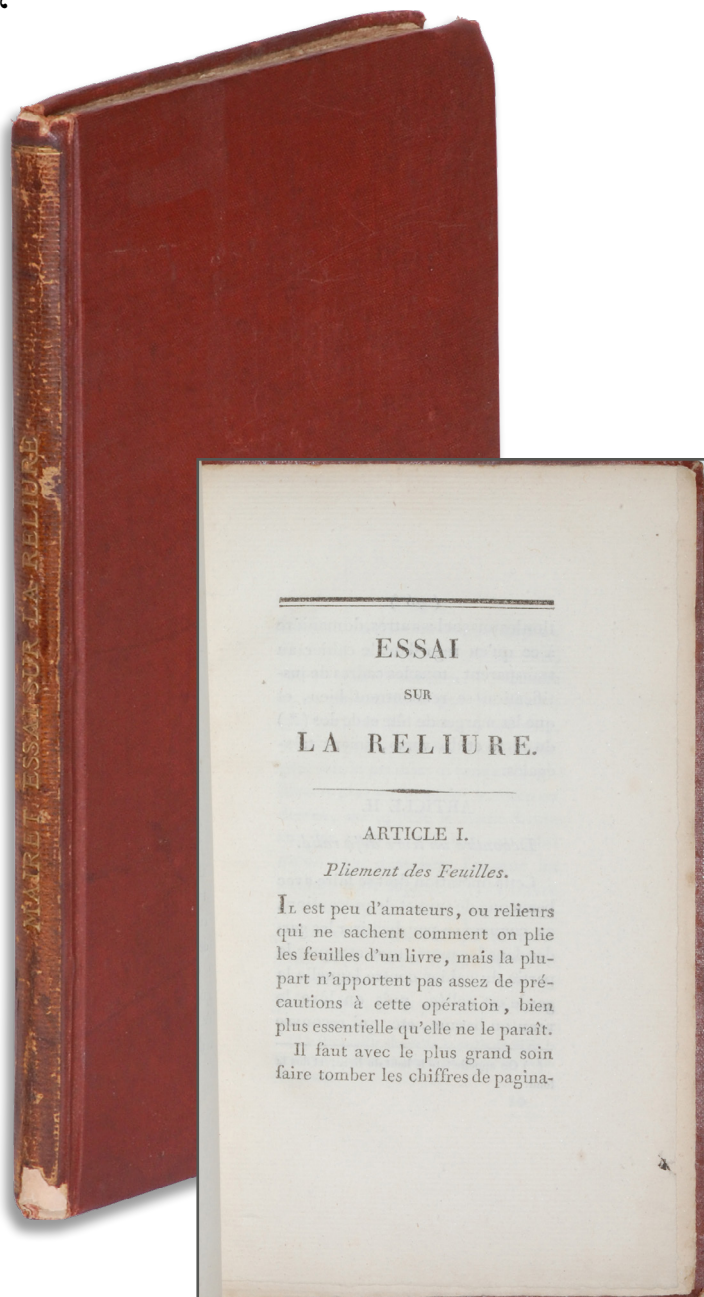 MAIRET. ESSAI SUR LA RELIURE
ESSAI
SUR
LA RELIURE.
ARTICLE I.
Pliement des Feuilles.
IL est peu d'amateurs, ou relieurs
qui ne sachent comment on plie
les feuilles d'un livre, mais la plu-
part n'apportent pas assez de pré-
cautions à cette opération, bien
plus essentielle qu'elle ne le paraît.
Il faut avec le plus grand soin
faire tomber les chiffres de pagina-